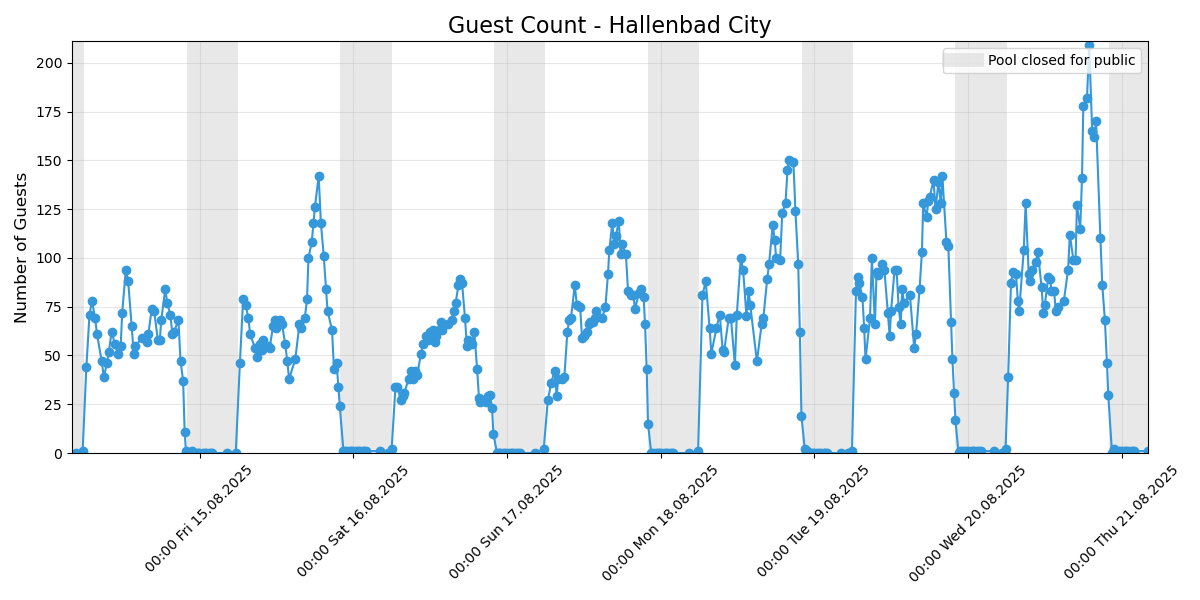 Guest Count - Hallenbad City
Number of Guests
200
175
150
125
100
75
50
25
0
Pool closed for public
00:00 Fri 15.08.2025
00:00 Sat 16.08.2025
00:00 Sun 17.08.2025
00:00 Mon 18.08.2025
00:00 Tue 19.08.2025
00:00 Wed 20.08.2025
00:00 Thu 21.08.2025